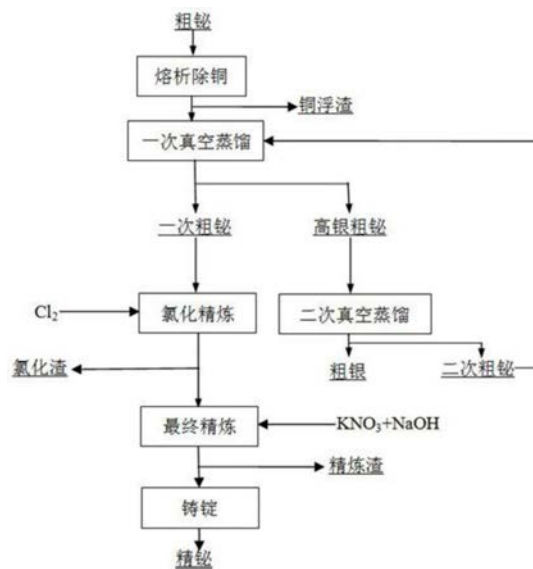 粗铋
熔析除铜
铜浮渣
一次真空蒸馏
一次粗铋
高银粗铋
Cl₂
氯化精炼
二次真空蒸馏
氯化渣
粗银
二次粗铋
最终精炼
KNO₃+NaOH
精炼渣
铸锭
精铋